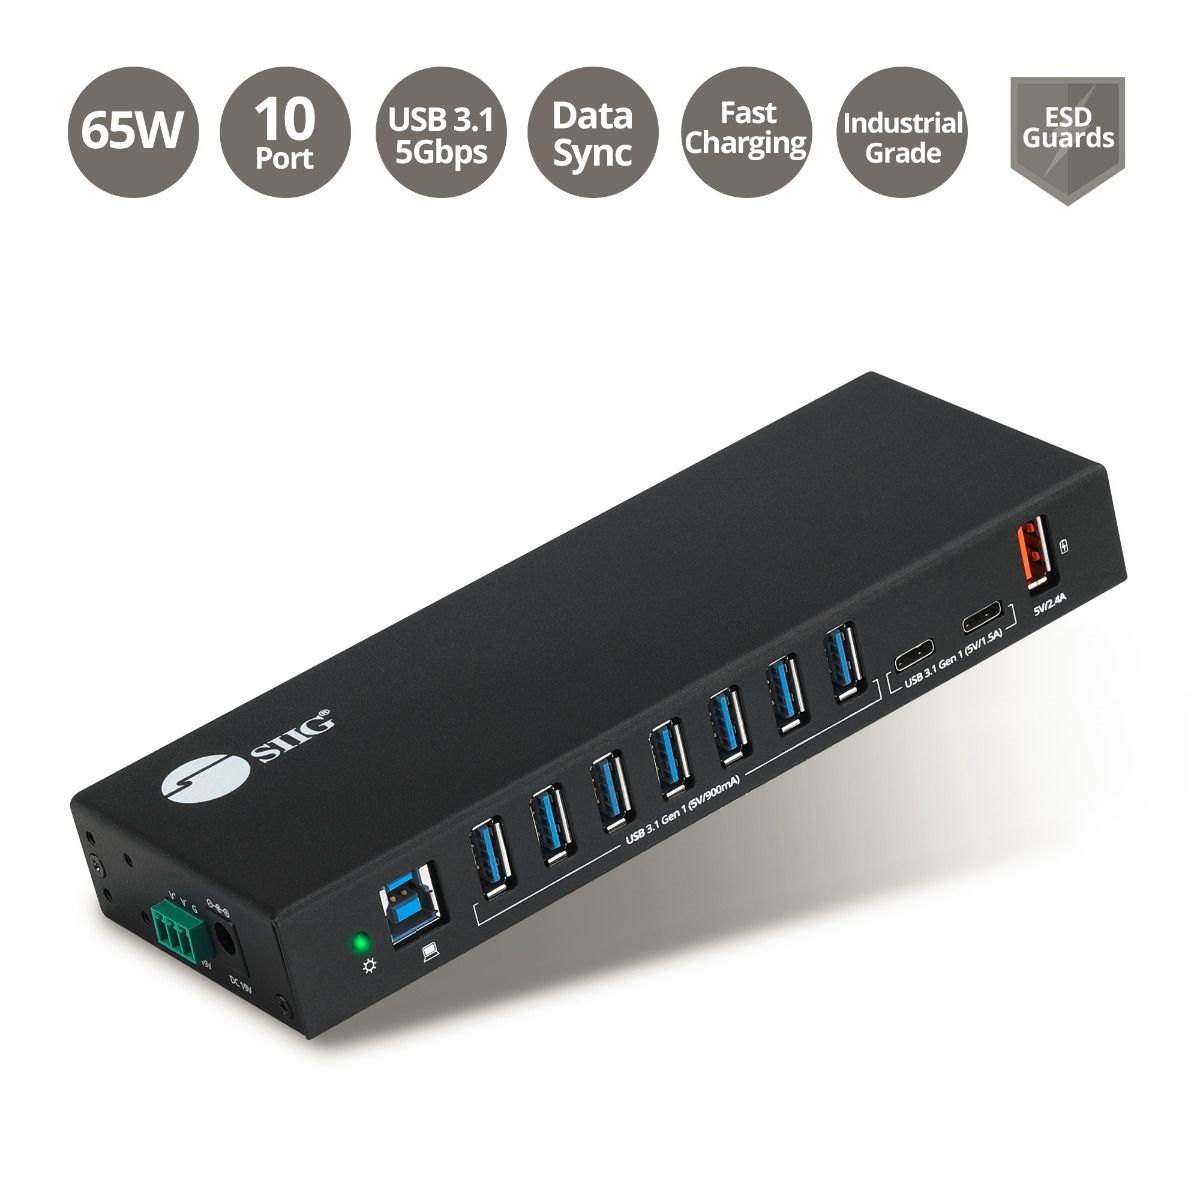 65W
10
Port
USB 3.1
5Gbps
Data
Sync
Fast
Charging
Industrial
Grade
ESD
Guards
5V/2.4A
USB 3.1 Gen 1 (5V/1.5A)
USB 3.1 Gen 1 (5V/900mA)
SIIG®
V+ V- G
DC 19V